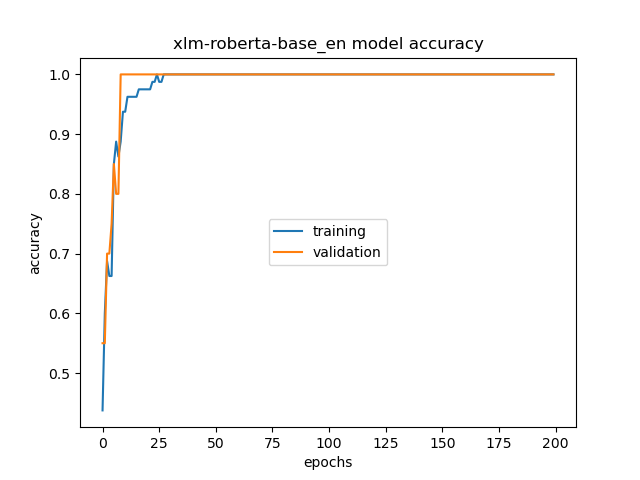 xlm-roberta-base_en model accuracy
1.0
0.9
0.8
0.7
0.6
0.5
accuracy
training
validation
0 25 50 75 100 125 150 175 200
epochs